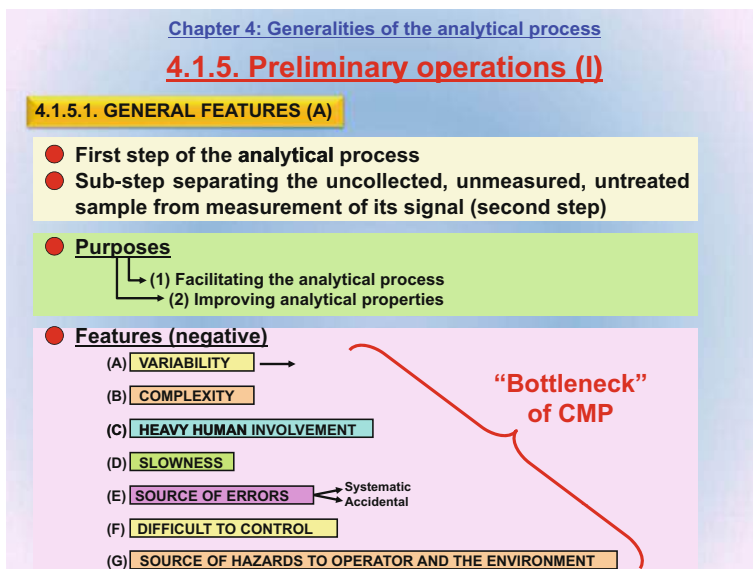 Chapter 4: Generalities of the analytical process
4.1.5. Preliminary operations (I)
4.1.5.1. GENERAL FEATURES (A)
First step of the analytical process
Sub-step separating the uncollected, unmeasured, untreated
sample from measurement of its signal (second step)
Purposes
(1) Facilitating the analytical process
(2) Improving analytical properties
Features (negative)
(A) VARIABILITY
(B) COMPLEXITY
(C) HEAVY HUMAN INVOLVEMENT
(D) SLOWNESS
(E) SOURCE OF ERRORS
Systematic
Accidental
(F) DIFFICULT TO CONTROL
(G) SOURCE OF HAZARDS TO OPERATOR AND THE ENVIRONMENT
“Bottleneck”
of CMP